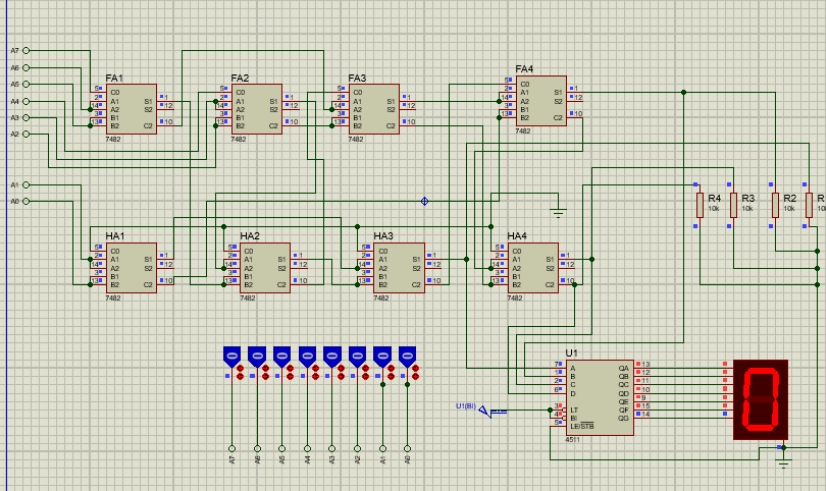 A7
A6
A5
A4
A3
A2
A1
A0
FA1
5 C0
2 A1 S1 1
14 A2 S2 12
3 B1
13 B2 C2 10
7482
FA2
5 C0
2 A1 S1 1
14 A2 S2 12
3 B1
13 B2 C2 10
7482
FA3
5 C0
2 A1 S1 1
14 A2 S2 12
3 B1
13 B2 C2 10
7482
FA4
5 C0
2 A1 S1 1
14 A2 S2 12
3 B1
13 B2 C2 10
7482
R4
10k
R3
10k
R2
10k
10k
HA1
5 C0
2 A1 S1 1
14 A2 S2 12
3 B1
13 B2 C2 10
7482
HA2
5 C0
2 A1 S1 1
14 A2 S2 12
3 B1
13 B2 C2 10
7482
HA3
5 C0
2 A1 S1 1
14 A2 S2 12
3 B1
13 B2 C2 10
7482
HA4
5 C0
2 A1 S1 1
14 A2 S2 12
3 B1
13 B2 C2 10
7482
0 0 0 0 0 0 0 0
A7 A6 A5 A4 A3 A2 A1 A0
U1
7 A QA 13
1 B QB 12
2 C QC 11
6 D QD 10
QE 9
3 LT QF 15
4 BI QG 14
5 LE/STB
4511
U1(BI)
0